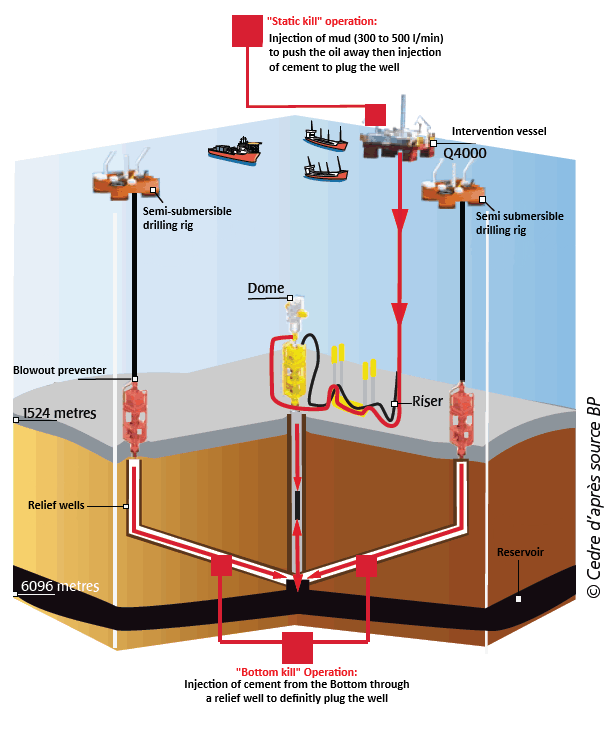 "Static kill" operation:
Injection of mud (300 to 500 l/min)
to push the oil away then injection
of cement to plug the well
Intervention vessel
Q4000
Semi-submersible
drilling rig
Semi submersible
drilling rig
Dome
Blowout preventer
Riser
1524 metres
Relief wells
Reservoir
6096 metres
"Bottom kill" Operation:
Injection of cement from the Bottom through
a relief well to definitly plug the well
© Cedre d'après source BP